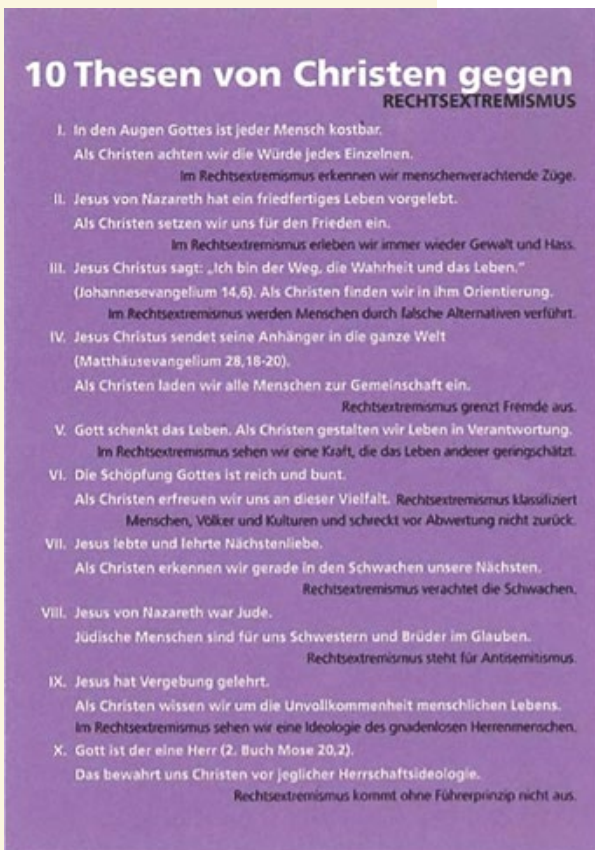 10 Thesen von Christen gegen
RECHTSEXTREMISMUS
I. In den Augen Gottes ist jeder Mensch kostbar.
Als Christen achten wir die Würde jedes Einzelnen.
Im Rechtsextremismus erkennen wir menschenverachtende Züge.
II. Jesus von Nazareth hat ein friedfertiges Leben vorgelebt.
Als Christen setzen wir uns für den Frieden ein.
Im Rechtsextremismus erleben wir immer wieder Gewalt und Hass.
III. Jesus Christus sagt: „Ich bin der Weg, die Wahrheit und das Leben."
(Johannesevangelium 14,6). Als Christen finden wir in ihm Orientierung.
Im Rechtsextremismus werden Menschen durch falsche Alternativen verführt.
IV. Jesus Christus sendet seine Anhänger in die ganze Welt
(Matthäusevangelium 28,18-20).
Als Christen laden wir alle Menschen zur Gemeinschaft ein.
Rechtsextremismus grenzt Fremde aus.
V. Gott schenkt das Leben. Als Christen gestalten wir Leben in Verantwortung.
Im Rechtsextremismus sehen wir eine Kraft, die das Leben anderer geringschätzt.
VI. Die Schöpfung Gottes ist reich und bunt.
Als Christen erfreuen wir uns an dieser Vielfalt. Rechtsextremismus klassifiziert
Menschen, Völker und Kulturen und schreckt vor Abwertung nicht zurück.
VII. Jesus lebte und lehrte Nächstenliebe.
Als Christen erkennen wir gerade in den Schwachen unsere Nächsten.
Rechtsextremismus verachtet die Schwachen.
VIII. Jesus von Nazareth war Jude.
Jüdische Menschen sind für uns Schwestern und Brüder im Glauben.
Rechtsextremismus steht für Antisemitismus.
IX. Jesus hat Vergebung gelehrt.
Als Christen wissen wir um die Unvollkommenheit menschlichen Lebens.
Im Rechtsextremismus sehen wir eine Ideologie des gnadenlosen Herrenmenschen.
X. Gott ist der eine Herr (2. Buch Mose 20,2).
Das bewahrt uns Christen vor jeglicher Herrschaftsideologie.
Rechtsextremismus kommt ohne Führerprinzip nicht aus.